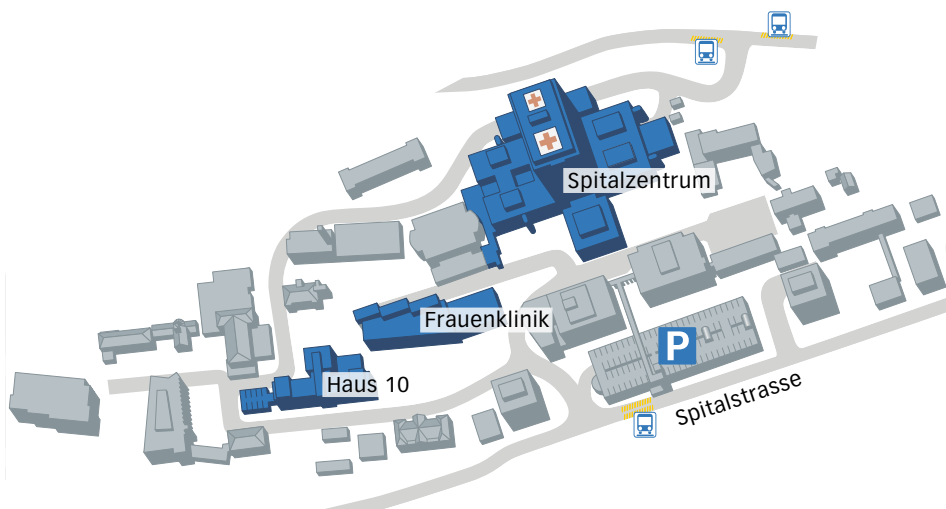 Spitalzentrum
Frauenklinik
P
Haus 10
Spitalstrasse